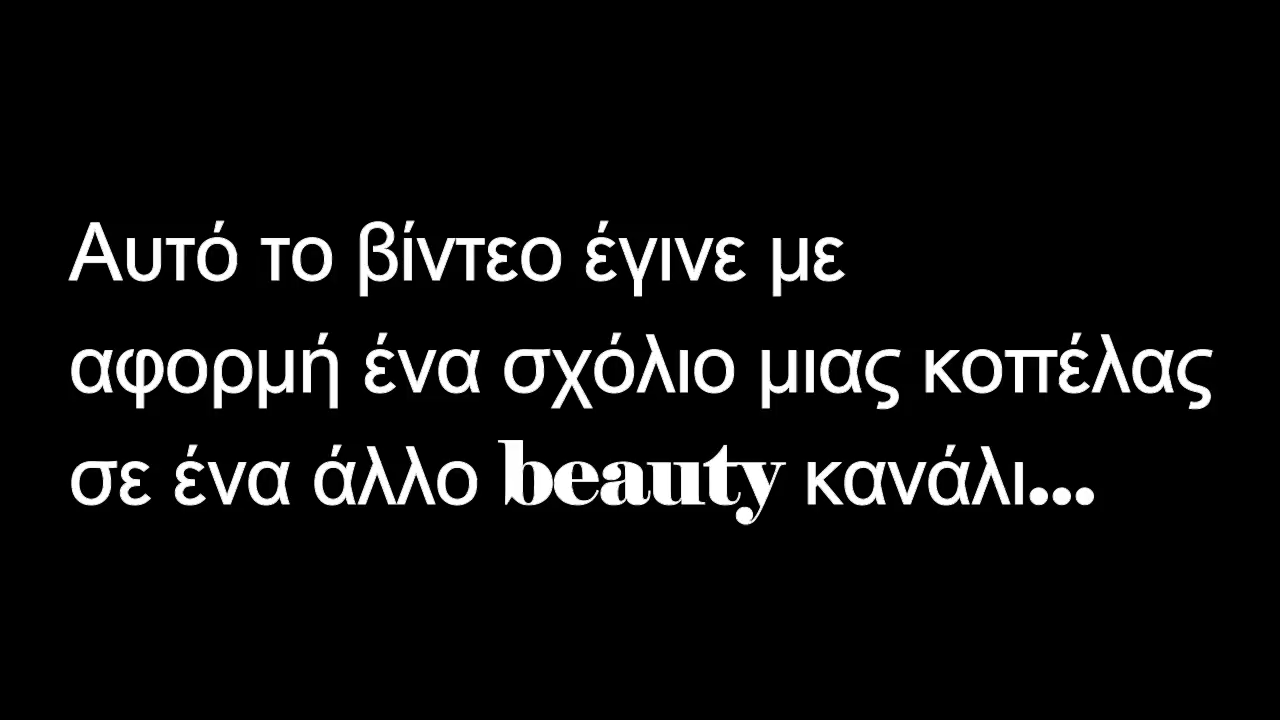 Αυτό το βίντεο έγινε με
αφορμή ένα σχόλιο μιας κοπέλας
σε ένα άλλο beauty κανάλι...